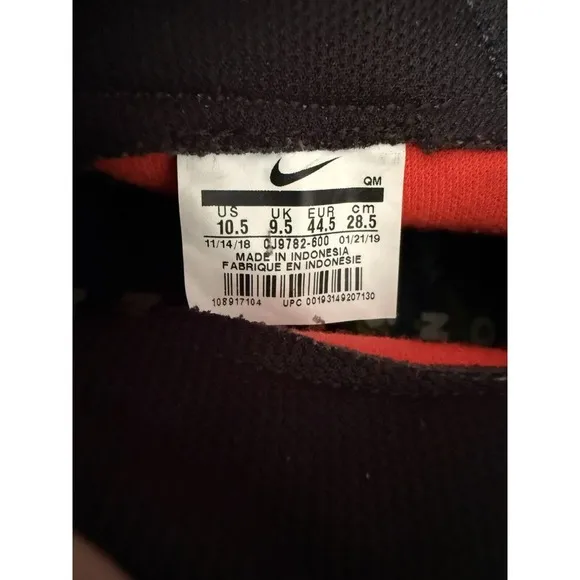 QM
US UK EUR cm
10.5 9.5 44.5 28.5
11/14/18 CJ9782-600 01/21/19
MADE IN INDONESIA
FABRIQUE EN INDONESIE
108917104 UPC 00193149207130